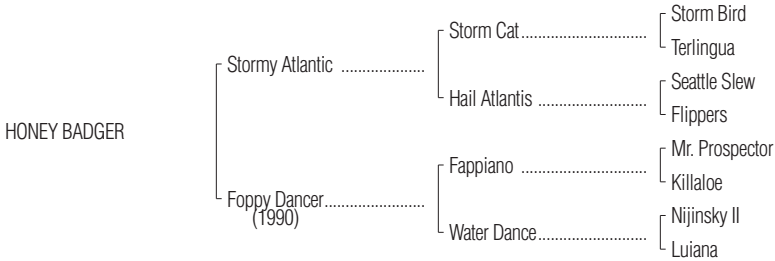 Storm Bird
Storm Cat..............................
Terlingua
Stormy Atlantic ....................
Seattle Slew
Hail Atlantis ..........................
Flippers
HONEY BADGER
Mr. Prospector
Fappiano ..............................
Killaloe
Foppy Dancer........................
(1990)
Nijinsky II
Water Dance..........................
Luiana